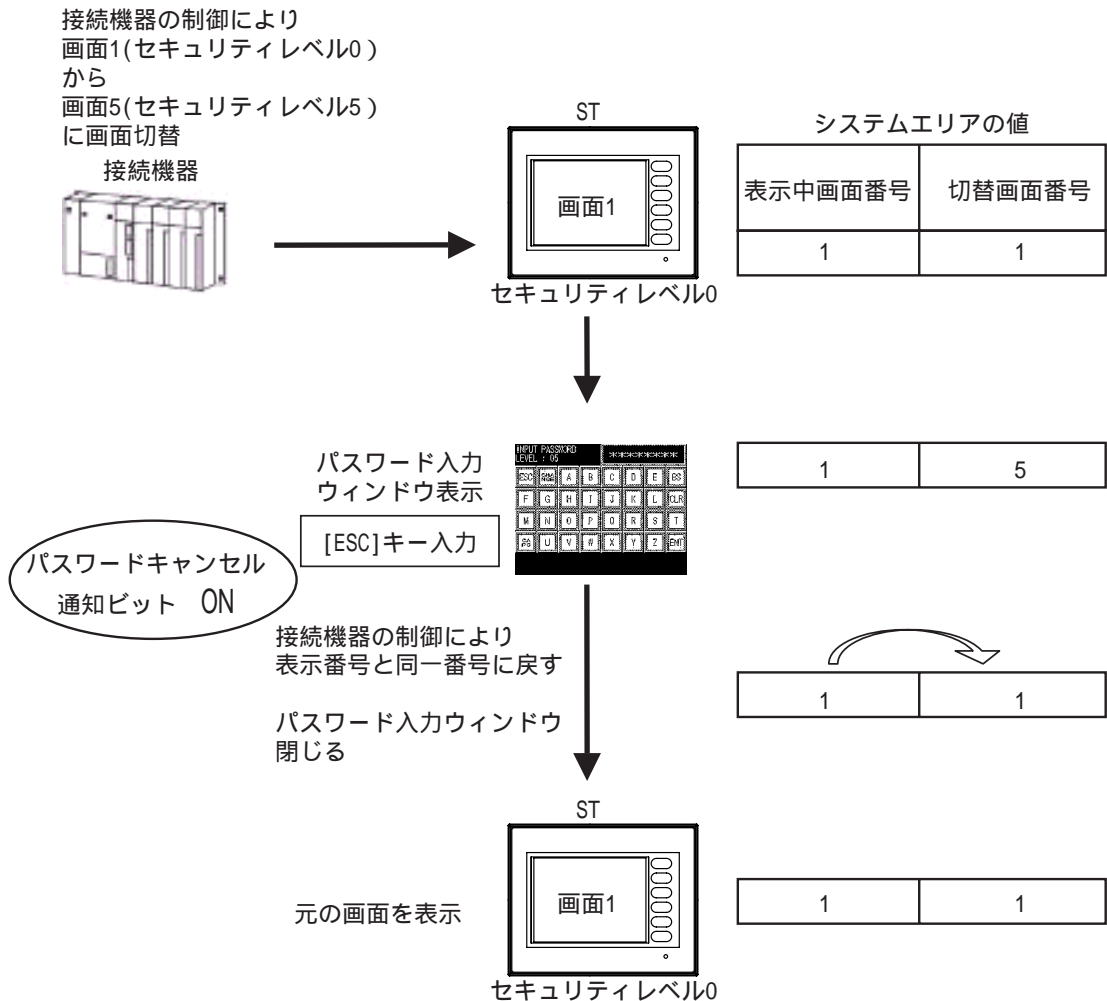 接続機器の制御により
画面1(セキュリティレベル0)
から
画面5(セキュリティレベル5)
に画面切替
接続機器
ST
画面1
セキュリティレベル0
システムエリアの値
表示中画面番号 切替画面番号
1 1
パスワード入力
ウィンドウ表示
[ESC]キー入力
パスワードキャンセル
通知ビット ON
INPUT PASSWORD
LEVEL : 05
ESC A B C D E BS
F G H I J K L CLR
M N O P Q R S T
U V W X Y Z ENT
1 5
接続機器の制御により
表示番号と同一番号に戻す
パスワード入力ウィンドウ
閉じる
1 1
ST
画面1
セキュリティレベル0
元の画面を表示
1 1